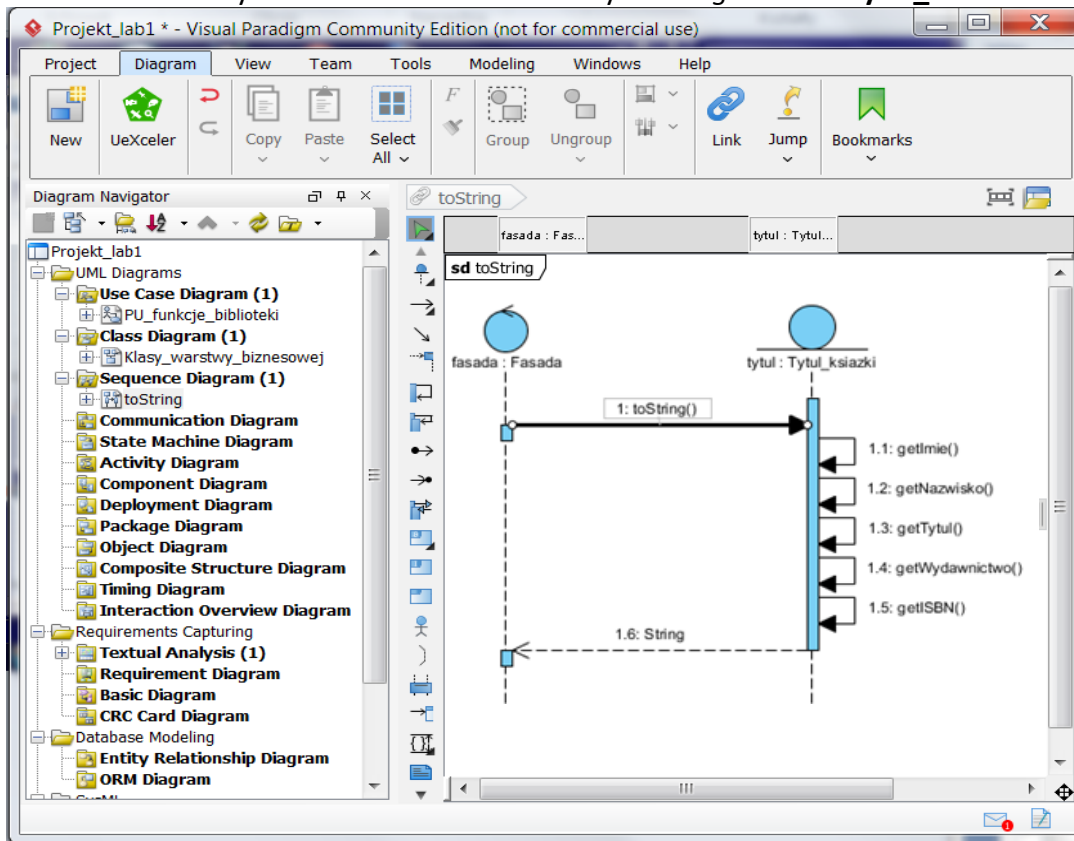 Projekt_lab1 * - Visual Paradigm Community Edition (not for commercial use)
Project Diagram View Team Tools Modeling Windows Help
New UeXceler Copy Paste Select All Group Ungroup Link Jump Bookmarks
Diagram Navigator
toString
fasada : Fas...
tytul : Tytul...
Projekt_lab1
UML Diagrams
Use Case Diagram (1)
PU_funkcje_biblioteki
Class Diagram (1)
Klasy_warstwy_biznesowej
Sequence Diagram (1)
toString
Communication Diagram
State Machine Diagram
Activity Diagram
Component Diagram
Deployment Diagram
Package Diagram
Object Diagram
Composite Structure Diagram
Timing Diagram
Interaction Overview Diagram
Requirements Capturing
Textual Analysis (1)
Requirement Diagram
Basic Diagram
CRC Card Diagram
Database Modeling
Entity Relationship Diagram
ORM Diagram
sd toString
fasada : Fasada
tytul : Tytul_ksiazki
1: toString()
1.1: getImie()
1.2: getNazwisko()
1.3: getTytul()
1.4: getWydawnictwo()
1.5: getISBN()
1.6: String